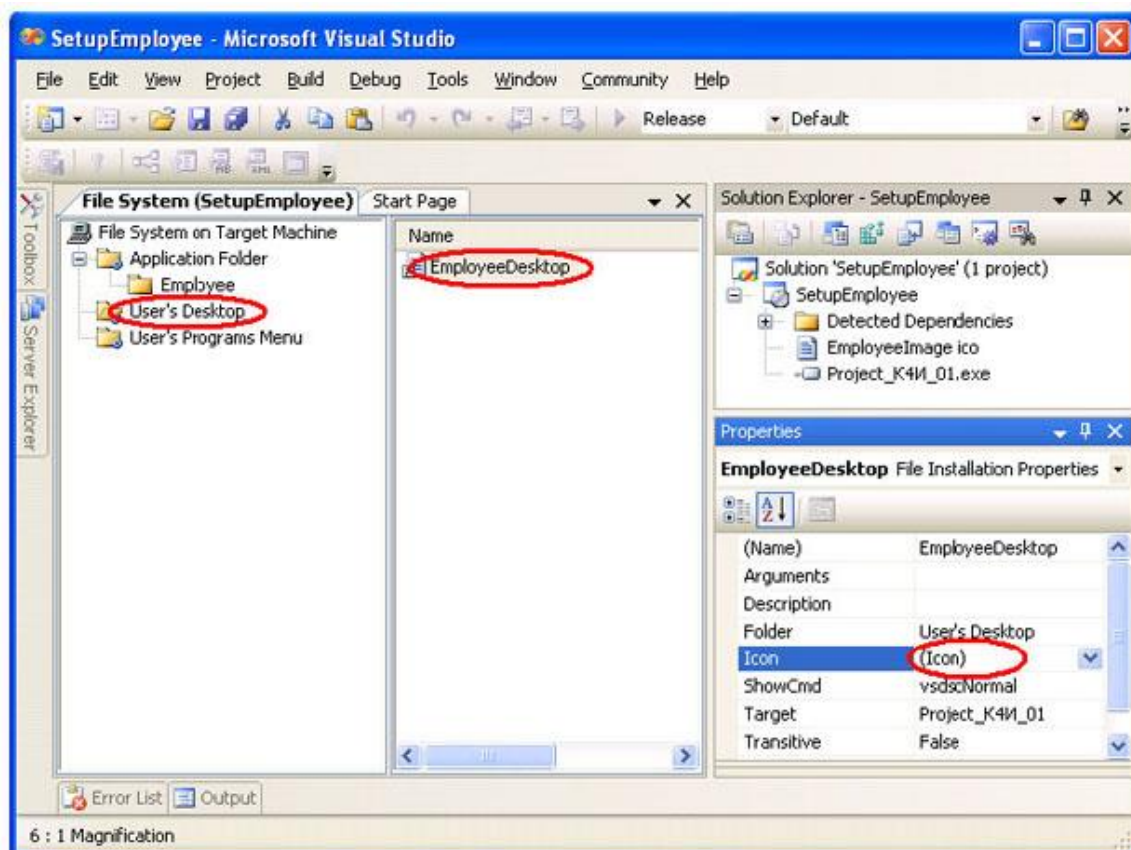 SetupEmployee - Microsoft Visual Studio
File Edit View Project Build Debug Tools Window Community Help
Release Default
File System (SetupEmployee) Start Page
File System on Target Machine
Application Folder
Employee
User's Desktop
User's Programs Menu
Name
EmployeeDesktop
Toolbox
Server Explorer
Solution Explorer - SetupEmployee
Solution 'SetupEmployee' (1 project)
SetupEmployee
Detected Dependencies
EmployeeImage ico
Project_К4И_01.exe
Properties
EmployeeDesktop File Installation Properties
(Name) EmployeeDesktop
Arguments
Description
Folder User's Desktop
Icon (Icon)
ShowCmd vsdscNormal
Target Project_К4И_01
Transitive False
Error List Output
6 : 1 Magnification